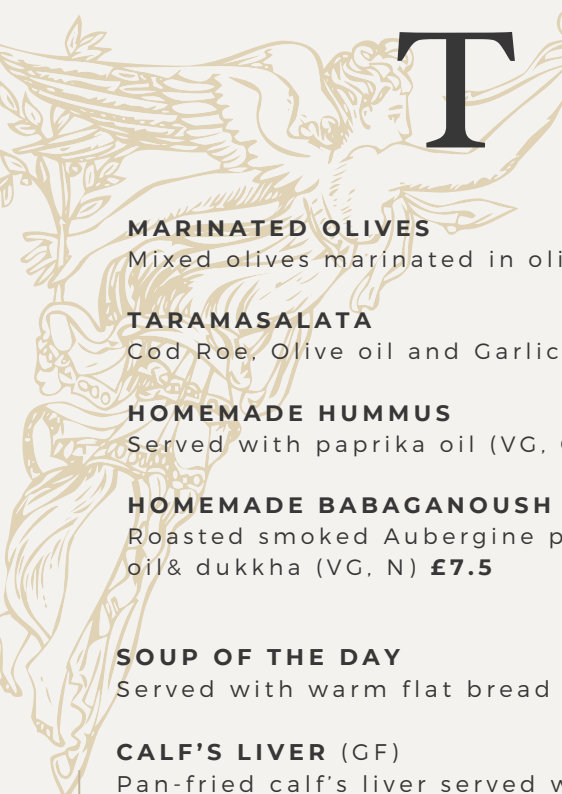 T
MARINATED OLIVES
Mixed olives marinated in
TARAMASALATA
Cod Roe, Olive oil and Garlic
HOMEMADE HUMMUS
Served with paprika oil (VG,
HOMEMADE BABAGANOUSH
Roasted smoked Aubergine
oil& dukkha (VG, N) £7.5
SOUP OF THE DAY
Served with warm flat bread
CALF’S LIVER (GF)
Pan-fried calf’s liver served